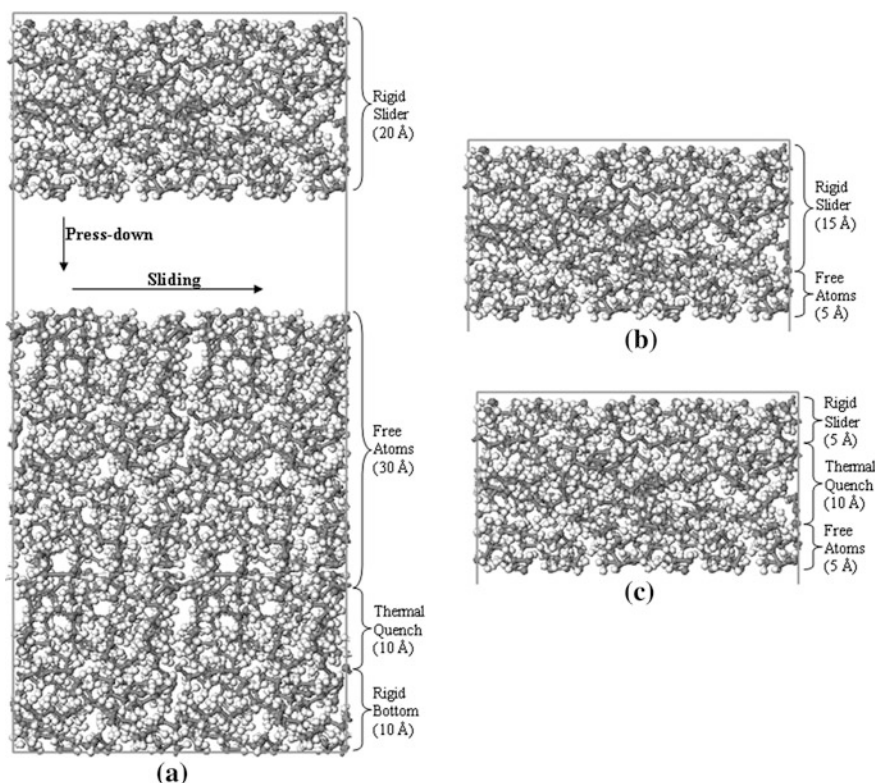 Rigid
Slider
(20 Å)
Press-down
Sliding
Free
Atoms
(30 Å)
Thermal
Quench
(10 Å)
Rigid
Bottom
(10 Å)
(a)
Rigid
Slider
(15 Å)
Free
Atoms
(5 Å)
(b)
Rigid
Slider
(5 Å)
Thermal
Quench
(10 Å)
Free
Atoms
(5 Å)
(c)